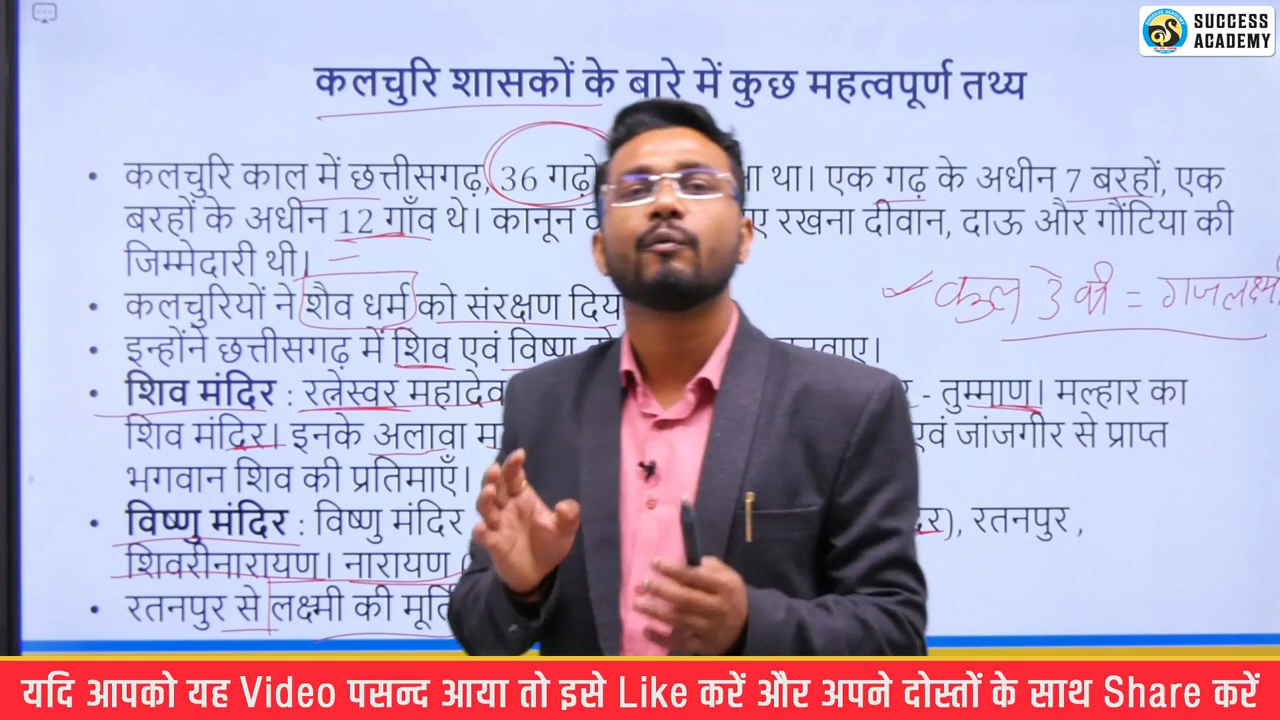 SUCCESS
ACADEMY
कलचुरि शासकों के बारे में कुछ महत्वपूर्ण तथ्य
• कलचुरि काल में छत्तीसगढ़, 36 गढ़ो था। एक गढ़ के अधीन 7 बरहों, एक
बरहों के अधीन 12 गाँव थे। कानून रखना दीवान, दाऊ और गौंटिया की
जिम्मेदारी थी।
• कलचुरियों ने शैव धर्म को संरक्षण
कुल देवी = गजलक्ष्मी
• इन्होंने छत्तीसगढ़ में शिव एवं विष्णु
• शिव मंदिर : रत्नेस्वर महादेव - तुम्माण। मल्हार का
शिव मंदिर। इनके अलावा एवं जांजगीर से प्राप्त
भगवान शिव की प्रतिमाएँ।
• विष्णु मंदिर : विष्णु मंदिर रतनपुर ,
शिवरीनारायण। नारायण
• रतनपुर से लक्ष्मी की
यदि आपको यह Video पसन्द आया तो इसे Like करें और अपने दोस्तों के साथ Share करें